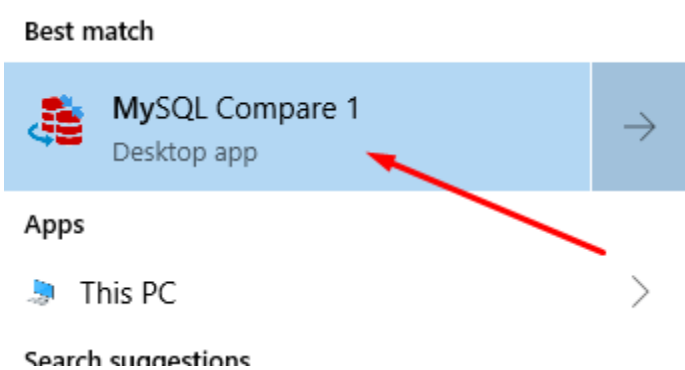 Best match
MySQL Compare 1
Desktop app
Apps
This PC
Search suggestions